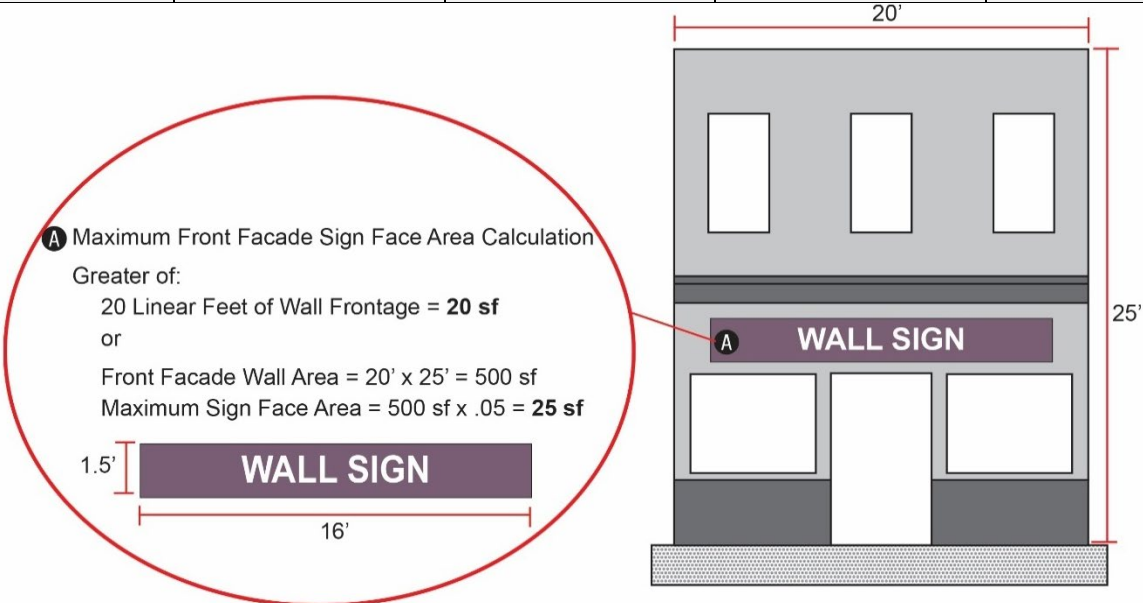 20’
A Maximum Front Facade Sign Face Area Calculation
Greater of:
20 Linear Feet of Wall Frontage = 20 sf
or
Front Facade Wall Area = 20’ x 25’ = 500 sf
Maximum Sign Face Area = 500 sf x .05 = 25 sf
1.5’
WALL SIGN
16’
A WALL SIGN
25’